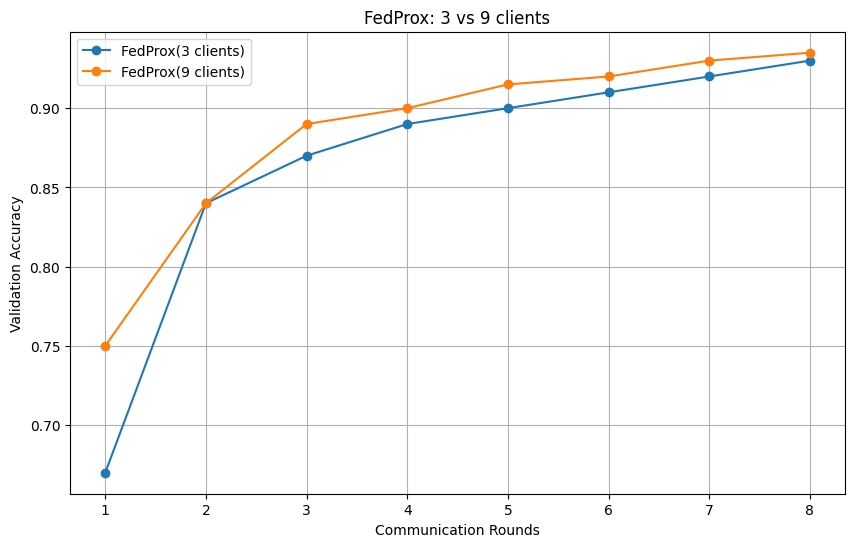 FedProx: 3 vs 9 clients
FedProx(3 clients)
FedProx(9 clients)
Validation Accuracy
0.90
0.85
0.80
0.75
0.70
1 2 3 4 5 6 7 8
Communication Rounds